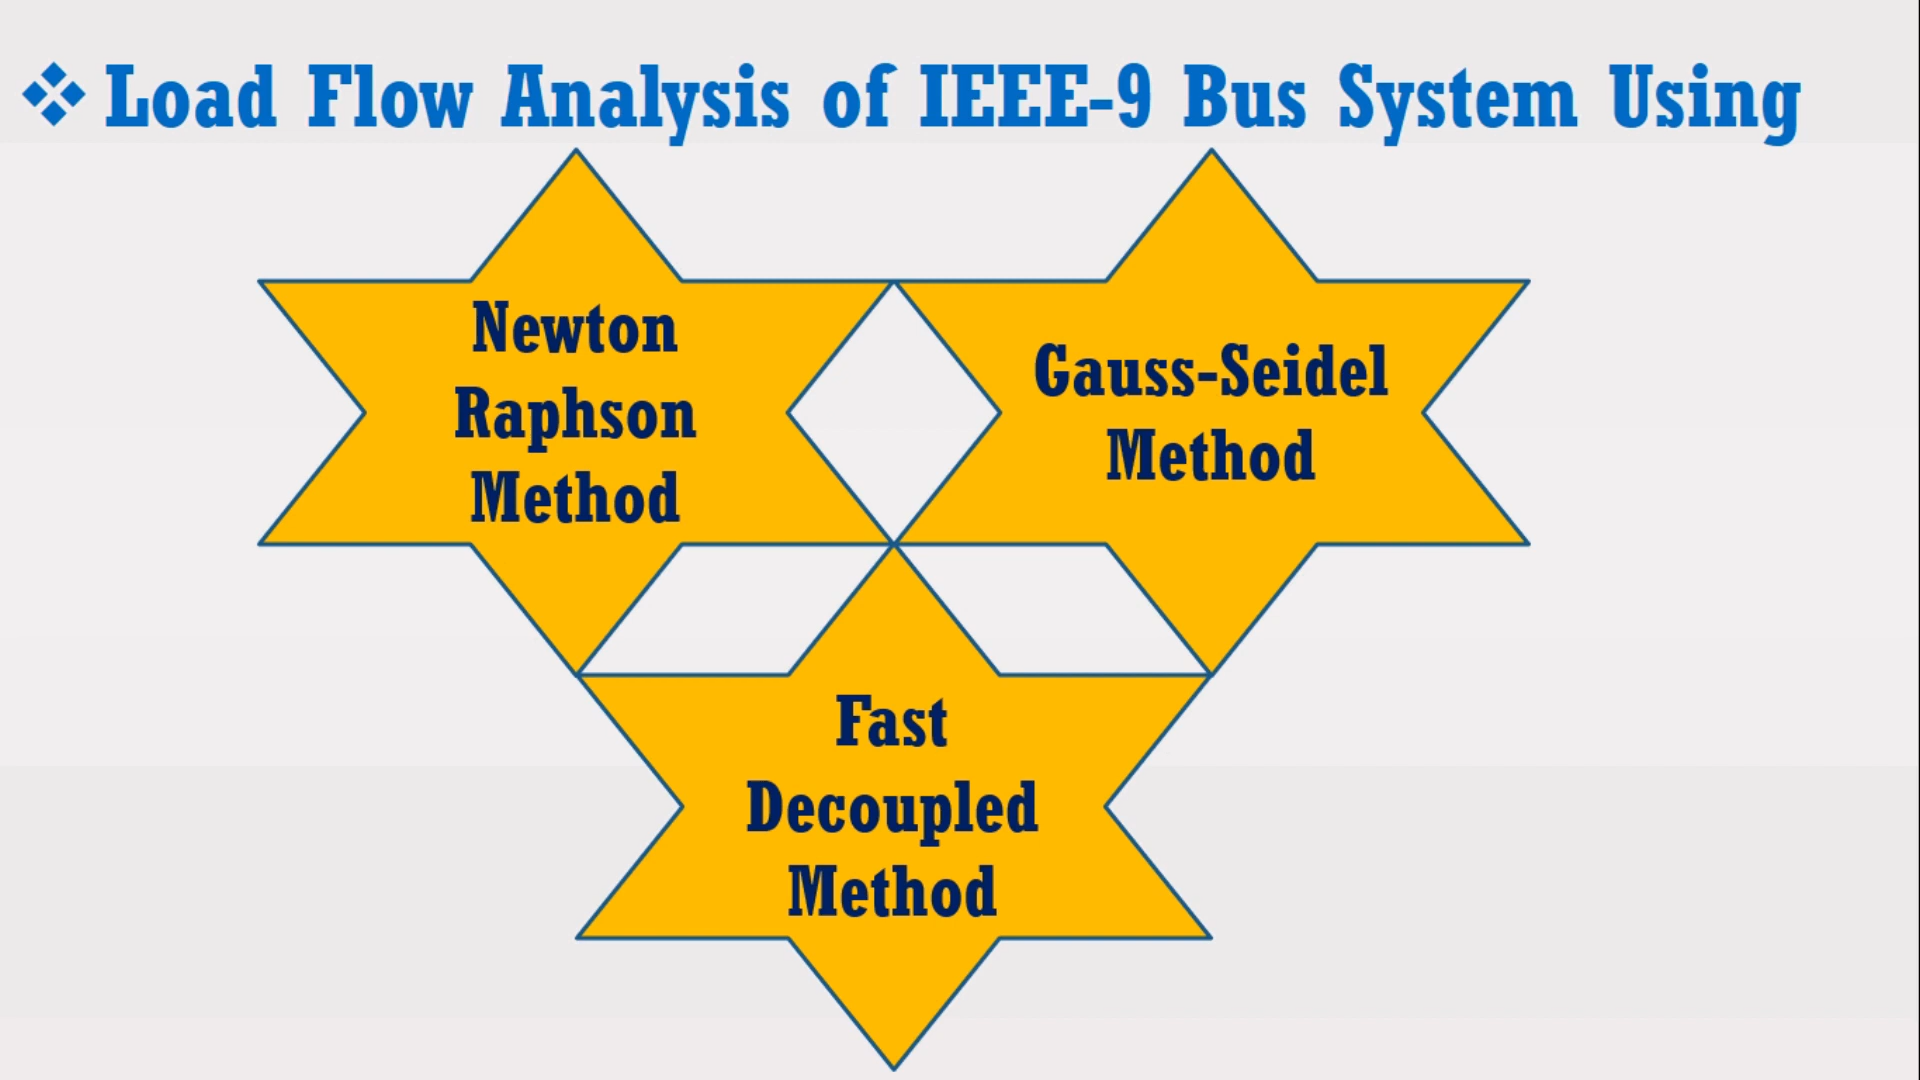 Load Flow Analysis of IEEE-9 Bus System Using
Newton
Raphson
Method
Gauss-Seidel
Method
Fast
Decoupled
Method